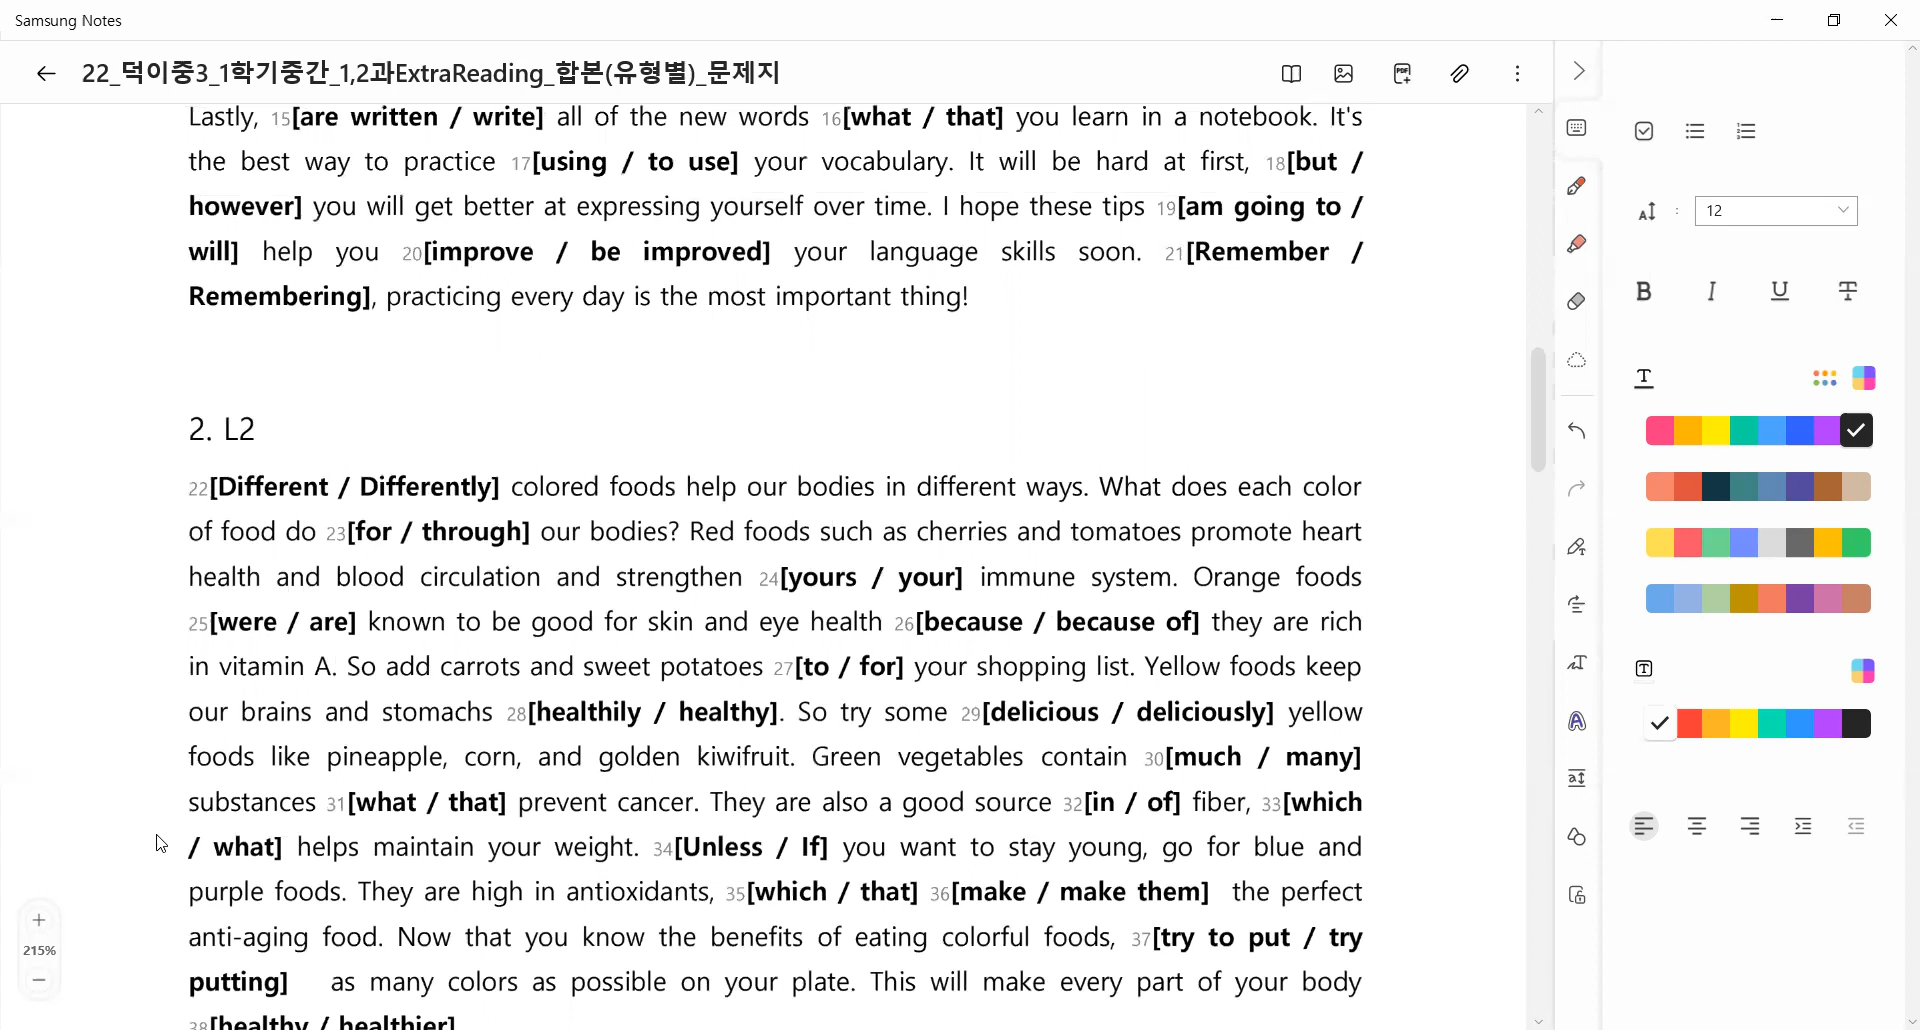 Samsung Notes
22_덕이중3_1학기중간_1,2과ExtraReading_합본(유형별)_문제지
Lastly, 15[are written / write] all of the new words 16[what / that] you learn in a notebook. It's
the best way to practice 17[using / to use] your vocabulary. It will be hard at first, 18[but /
however] you will get better at expressing yourself over time. I hope these tips 19[am going to /
will] help you 20[improve / be improved] your language skills soon. 21[Remember /
Remembering], practicing every day is the most important thing!
2. L2
22[Different / Differently] colored foods help our bodies in different ways. What does each color
of food do 23[for / through] our bodies? Red foods such as cherries and tomatoes promote heart
health and blood circulation and strengthen 24[yours / your] immune system. Orange foods
25[were / are] known to be good for skin and eye health 26[because / because of] they are rich
in vitamin A. So add carrots and sweet potatoes 27[to / for] your shopping list. Yellow foods keep
our brains and stomachs 28[healthily / healthy]. So try some 29[delicious / deliciously] yellow
foods like pineapple, corn, and golden kiwifruit. Green vegetables contain 30[much / many]
substances 31[what / that] prevent cancer. They are also a good source 32[in / of] fiber, 33[which
/ what] helps maintain your weight. 34[Unless / If] you want to stay young, go for blue and
purple foods. They are high in antioxidants, 35[which / that] 36[make / make them] the perfect
anti-aging food. Now that you know the benefits of eating colorful foods, 37[try to put / try
putting] as many colors as possible on your plate. This will make every part of your body
38[healthy / healthier]
PDF
12
B I U T
T
T
215%